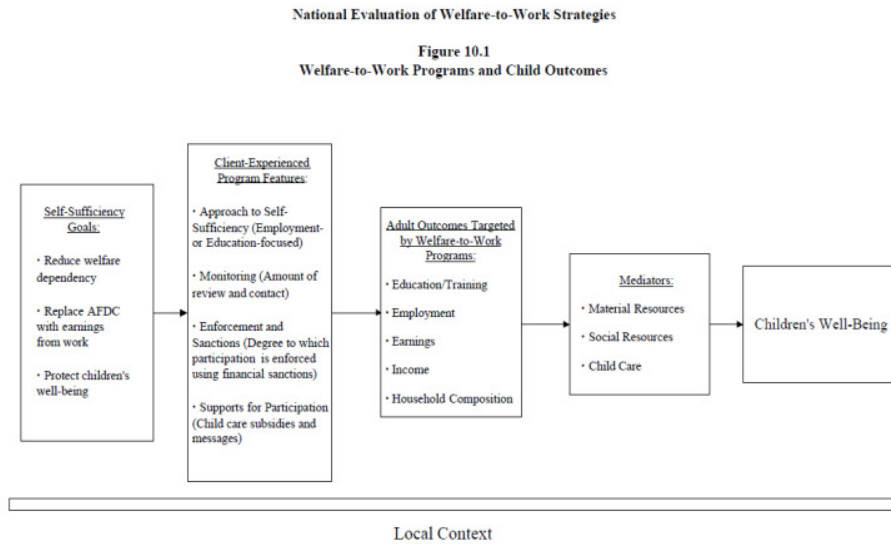 National Evaluation of Welfare-to-Work Strategies
Figure 10.1
Welfare-to-Work Programs and Child Outcomes
Self-Sufficiency
Goals:
· Reduce welfare
dependency
· Replace AFDC
with earnings
from work
· Protect children's
well-being
Client-Experienced
Program Features:
· Approach to Self-
Sufficiency (Employment-
or Education-focused)
· Monitoring (Amount of
review and contact)
· Enforcement and
Sanctions (Degree to which
participation is enforced
using financial sanctions)
· Supports for Participation
(Child care subsidies and
messages)
Adult Outcomes Targeted
by Welfare-to-Work
Programs:
· Education/Training
· Employment
· Earnings
· Income
· Household Composition
Mediators:
· Material Resources
· Social Resources
· Child Care
Children's Well-Being
Local Context